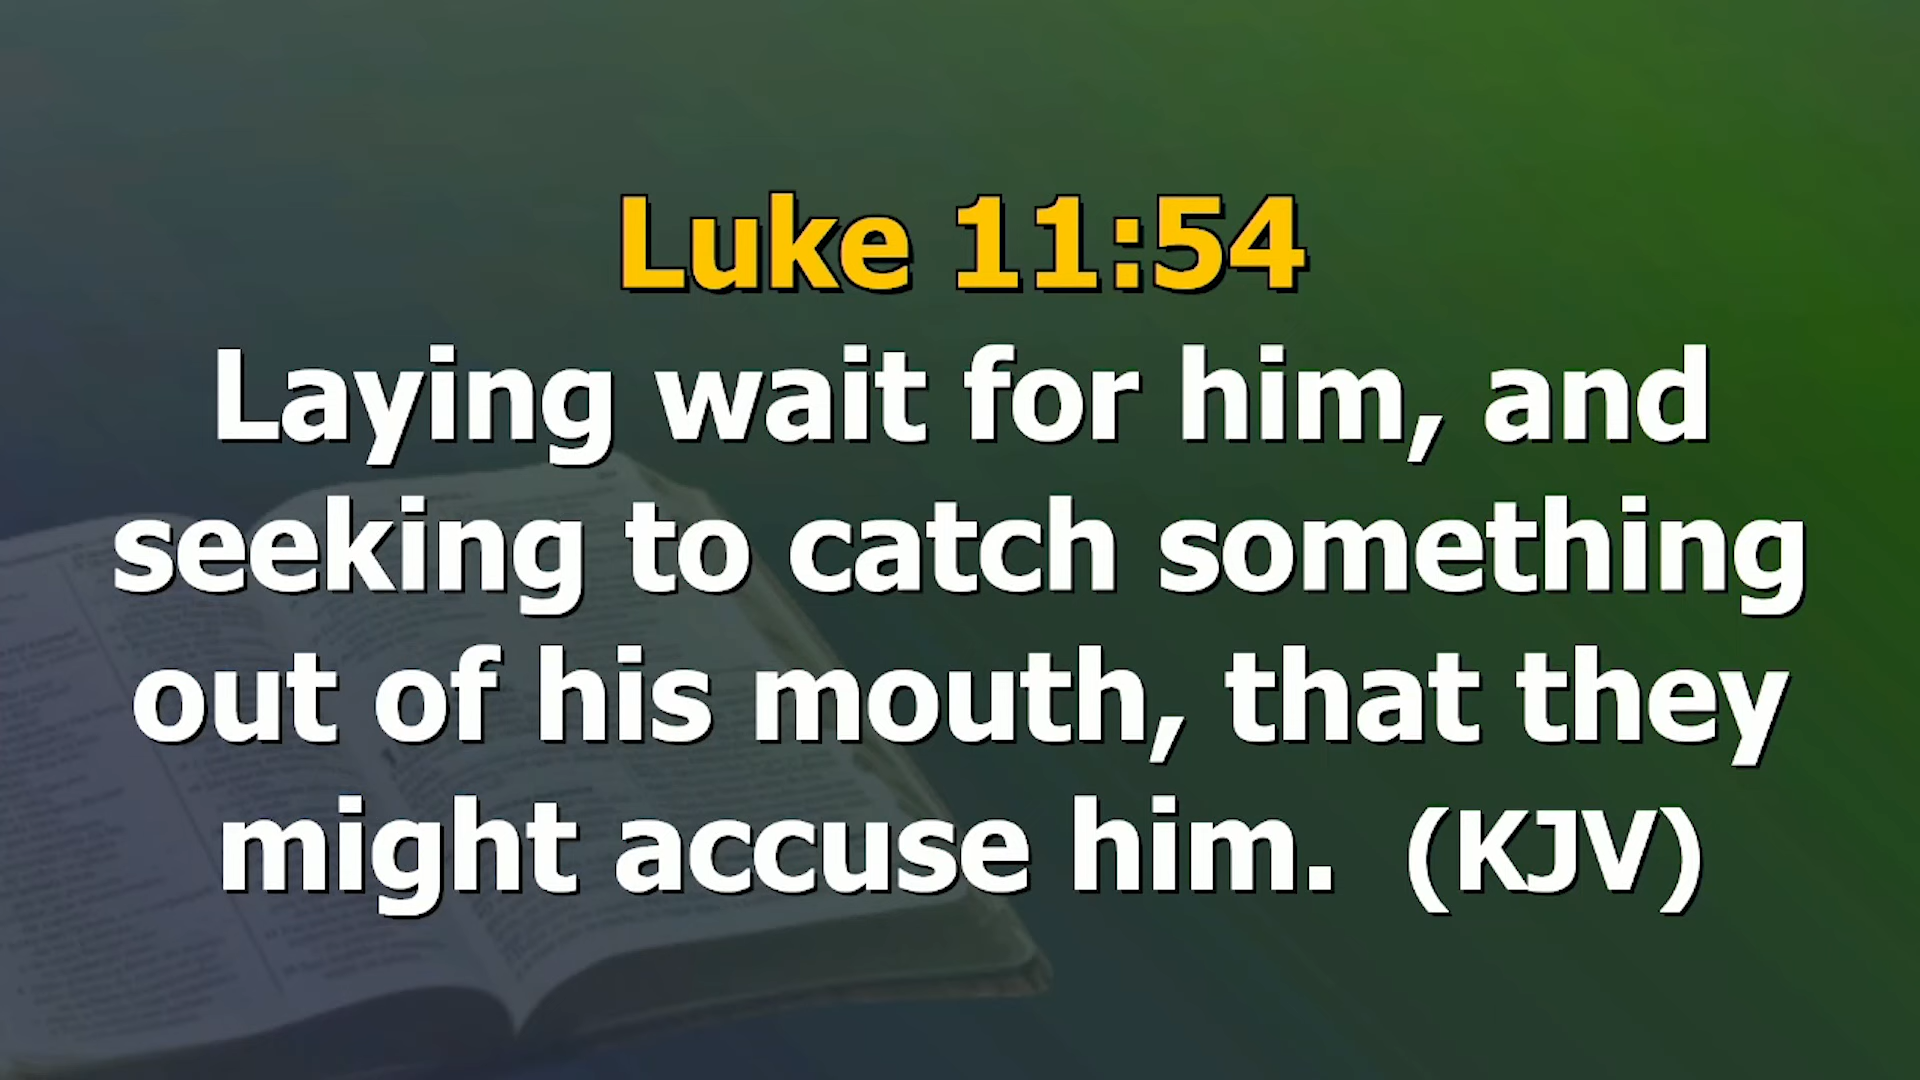 Luke 11:54
Laying wait for him, and
seeking to catch something
out of his mouth, that they
might accuse him.  (KJV)